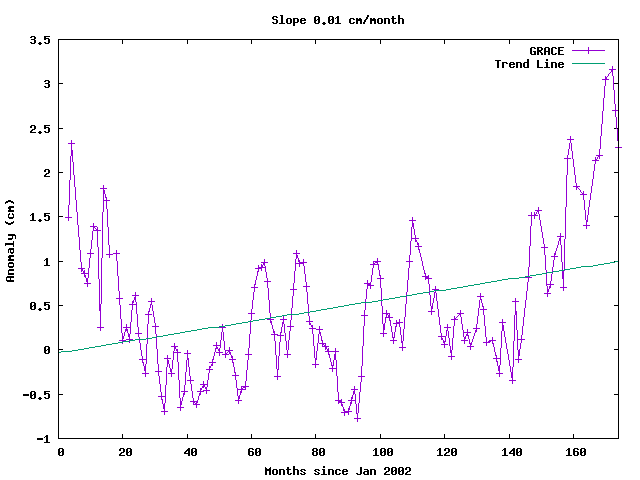 Slope 0.01 cm/month
GRACE
Trend Line
3.5
3
2.5
2
1.5
1
0.5
0
-0.5
-1
Anomaly (cm)
0 20 40 60 80 100 120 140 160
Months since Jan 2002